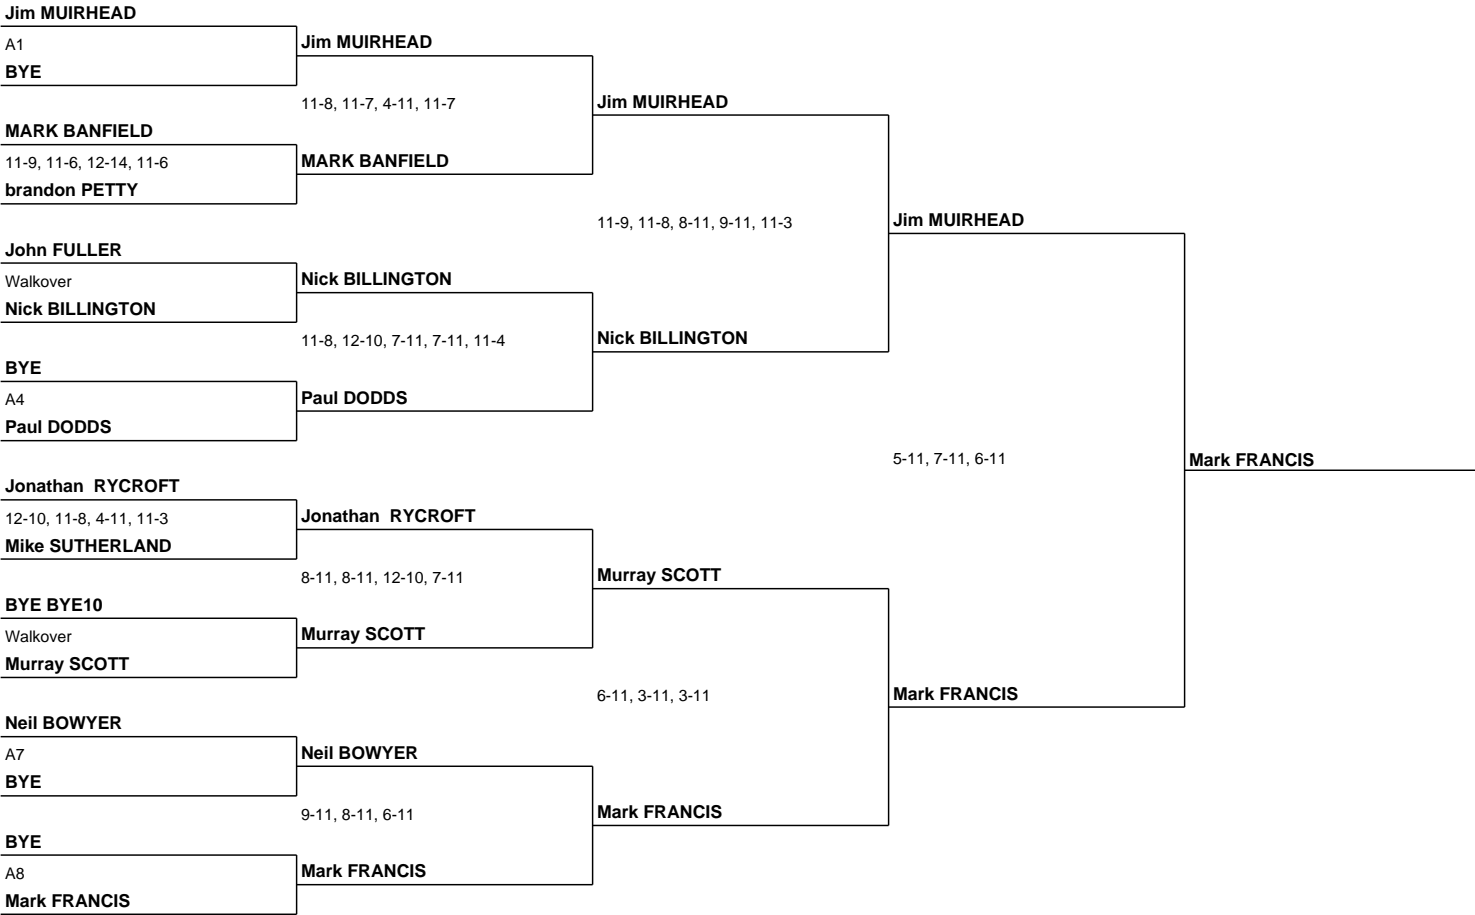 Jim MUIRHEAD
A1
BYE
MARK BANFIELD
11-9, 11-6, 12-14, 11-6
brandon PETTY
John FULLER
Walkover
Nick BILLINGTON
BYE
A4
Paul DODDS
Jonathan  RYCROFT
12-10, 11-8, 4-11, 11-3
Mike SUTHERLAND
BYE BYE10
Walkover
Murray SCOTT
Neil BOWYER
A7
BYE
BYE
A8
Mark FRANCIS
Jim MUIRHEAD
11-8, 11-7, 4-11, 11-7
MARK BANFIELD
Nick BILLINGTON
11-8, 12-10, 7-11, 7-11, 11-4
Paul DODDS
Jonathan  RYCROFT
8-11, 8-11, 12-10, 7-11
Murray SCOTT
Neil BOWYER
9-11, 8-11, 6-11
Mark FRANCIS
Jim MUIRHEAD
11-9, 11-8, 8-11, 9-11, 11-3
Nick BILLINGTON
Murray SCOTT
6-11, 3-11, 3-11
Mark FRANCIS
Jim MUIRHEAD
5-11, 7-11, 6-11
Mark FRANCIS
Mark FRANCIS